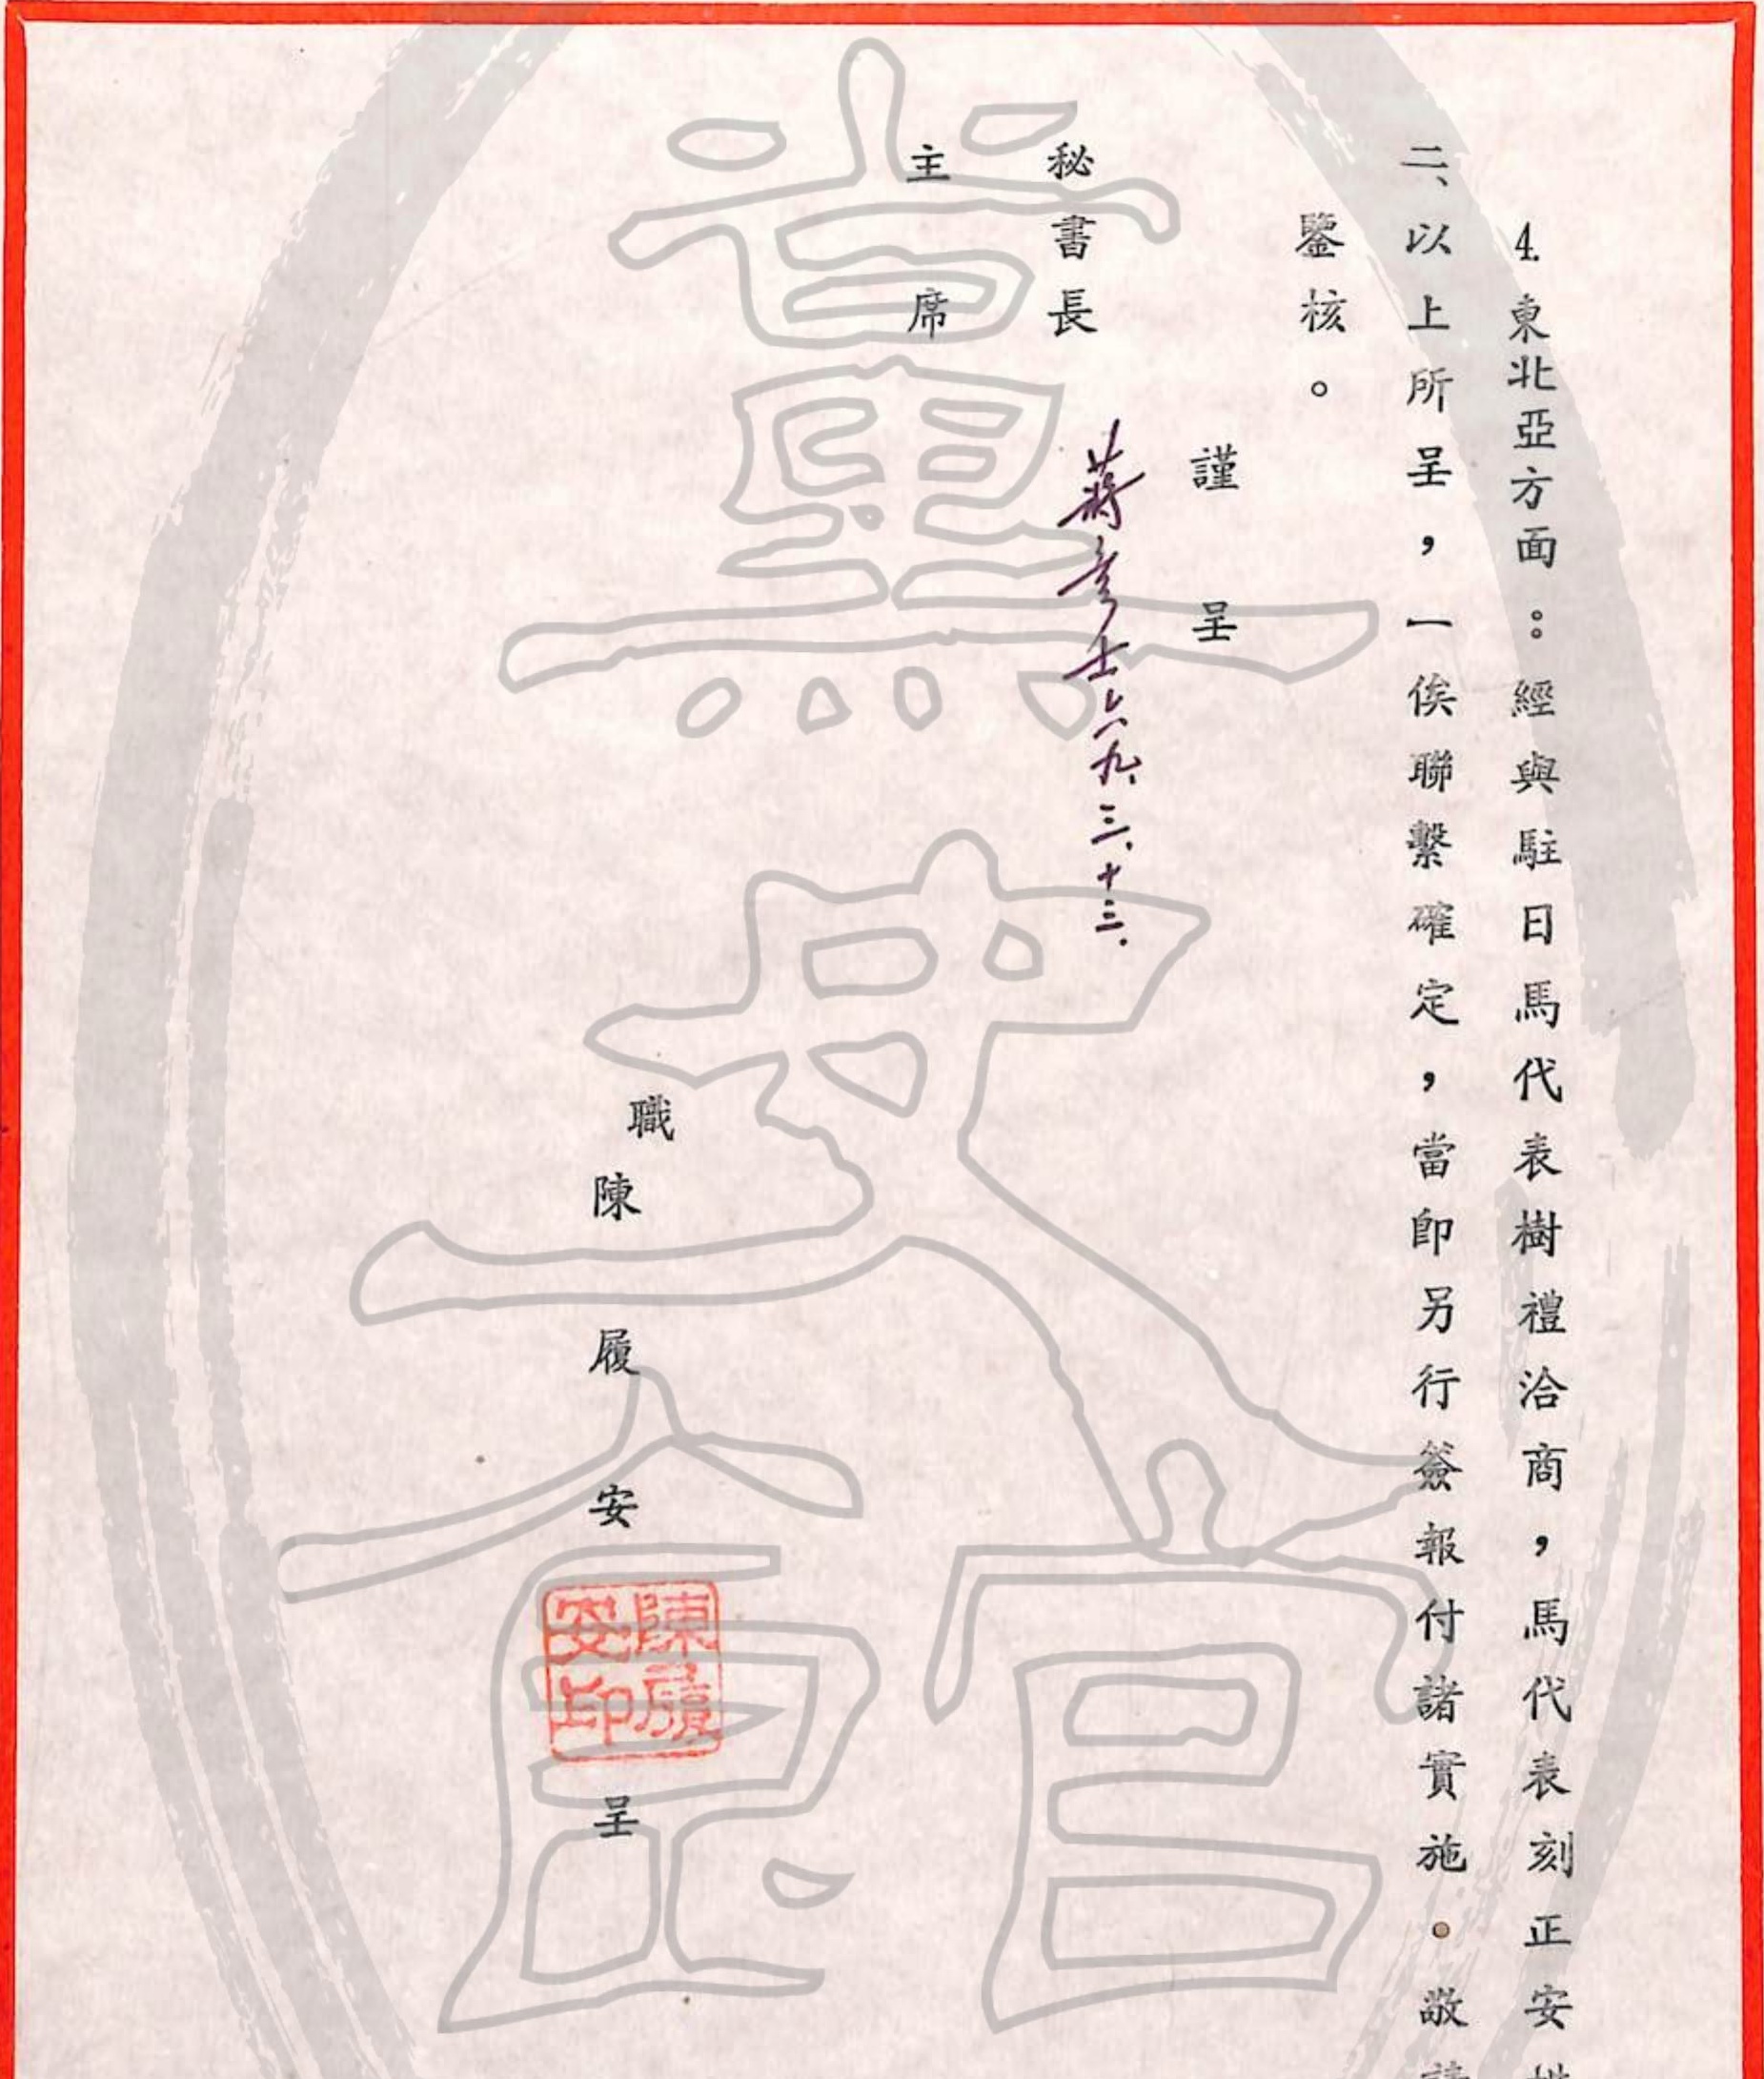 4.東北亞方面:經與駐日馬代表樹禮洽商,馬代表刻正安
二、以上所呈,一俟聯繫確定,當即另行簽報付諸實施。敬請
鑒核。
謹呈
秘書長
蔣彥士六九、三、十三、
主席
職陳履安呈
陳履安印
黨史館